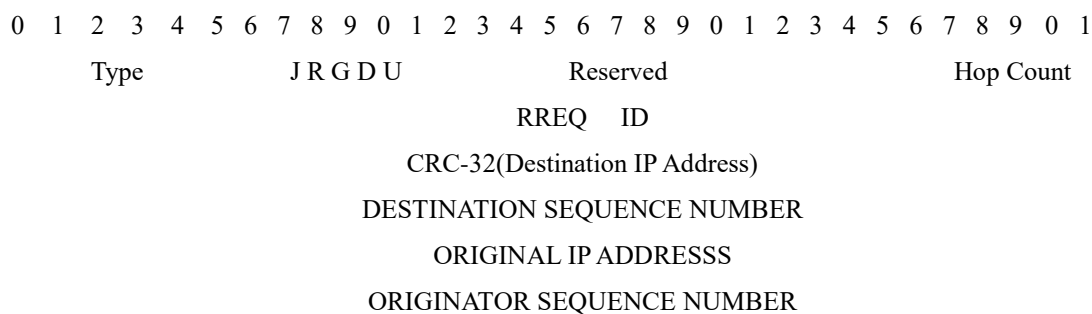 0 1 2 3 4 5 6 7 8 9 0 1 2 3 4 5 6 7 8 9 0 1 2 3 4 5 6 7 8 9 0 1
Type J R G D U Reserved Hop Count
RREQ ID
CRC-32(Destination IP Address)
DESTINATION SEQUENCE NUMBER
ORIGINAL IP ADDRESSS
ORIGINATOR SEQUENCE NUMBER